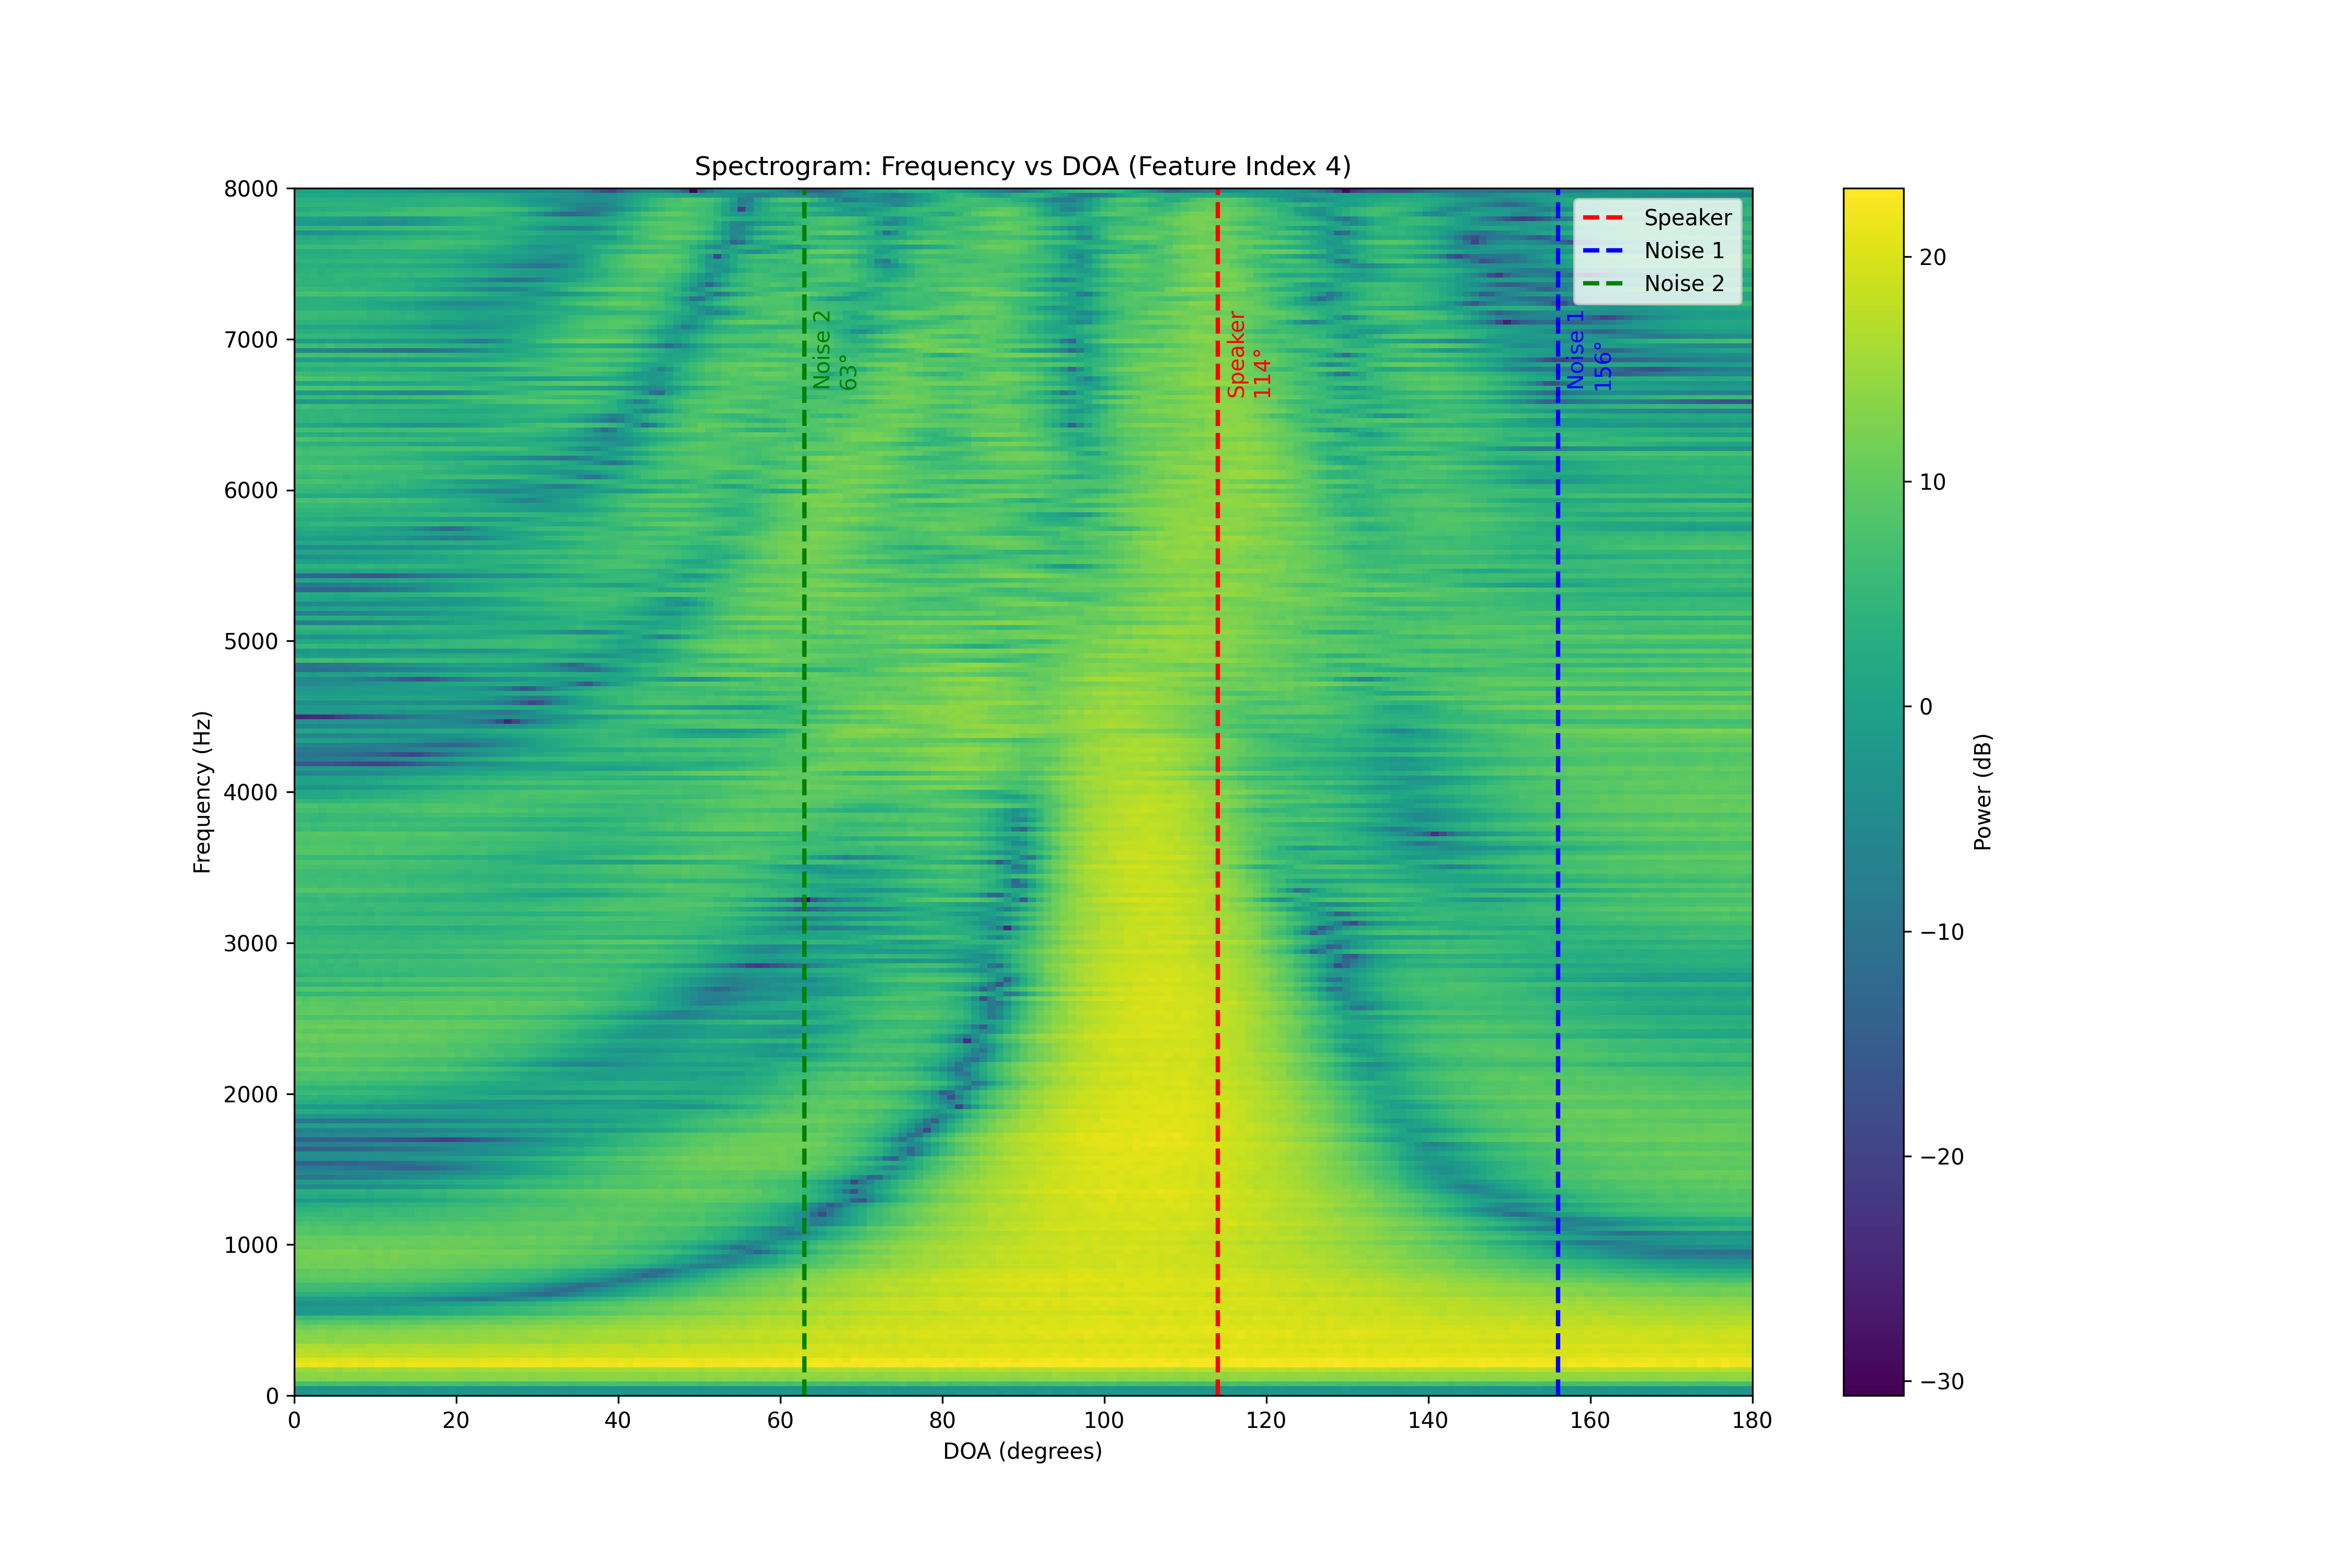 Spectrogram: Frequency vs DOA (Feature Index 4)
8000
7000
6000
5000
4000
3000
2000
1000
0
Frequency (Hz)
0 20 40 60 80 100 120 140 160 180
DOA (degrees)
Speaker
Noise 1
Noise 2
Noise 2
63°
Speaker
114°
Noise 1
156°
20
10
0
−10
−20
−30
Power (dB)